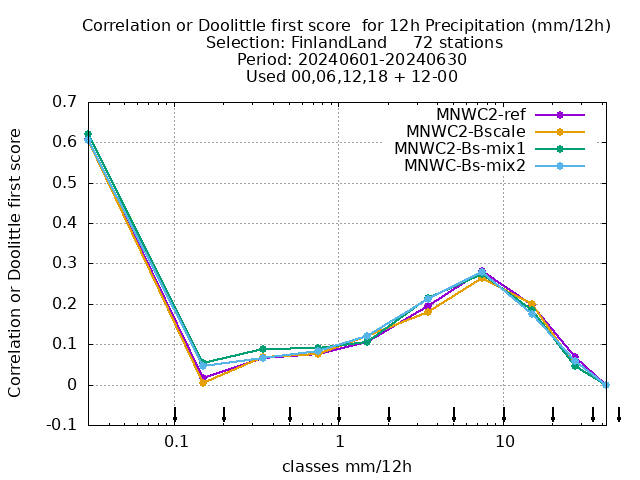 Correlation or Doolittle first score  for 12h Precipitation (mm/12h)
Selection: FinlandLand     72 stations
Period: 20240601-20240630
Used 00,06,12,18 + 12-00
MNWC2-ref
MNWC2-Bscale
MNWC2-Bs-mix1
MNWC-Bs-mix2
Correlation or Doolittle first score
0.7
0.6
0.5
0.4
0.3
0.2
0.1
0
-0.1
0.1 1 10
classes mm/12h